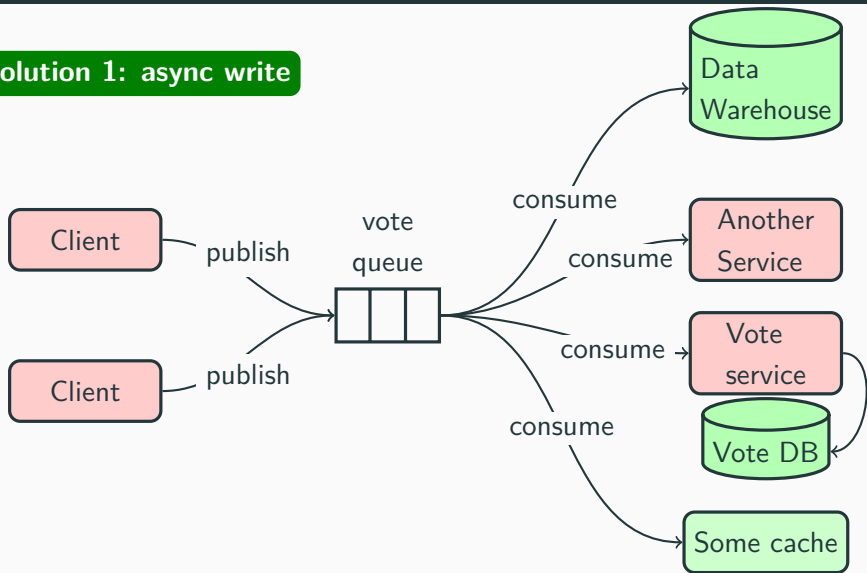 olution 1: async write
Data
Warehouse
consume
vote
queue
Another
Service
Client
publish
consume
Vote
service
consume
Client
publish
consume
Vote DB
Some cache